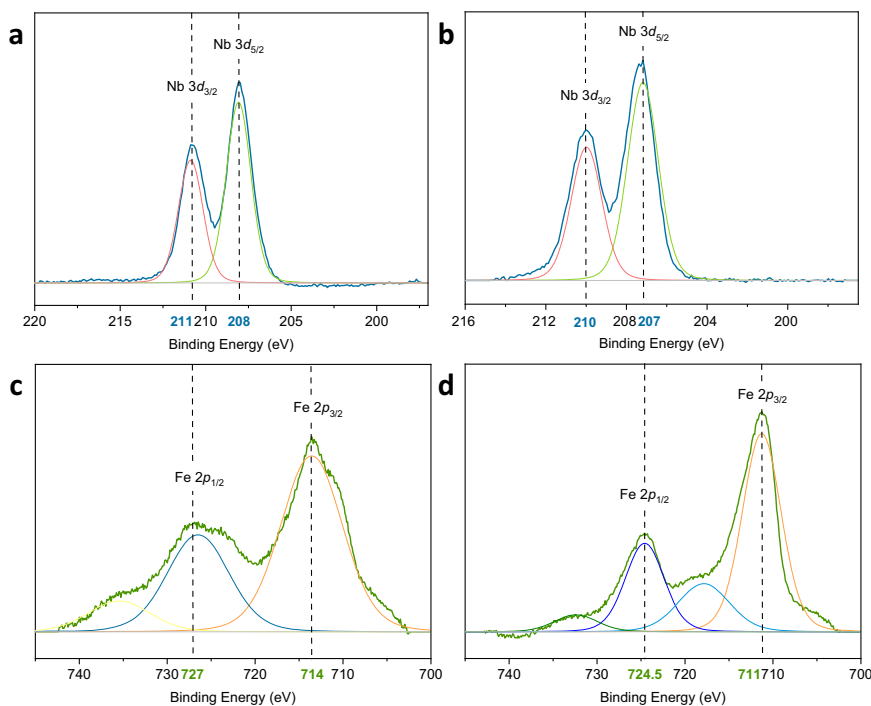 a
Nb 3d5/2
Nb 3d3/2
220 215 211 210 208 205 200
Binding Energy (eV)
b
Nb 3d5/2
Nb 3d3/2
216 212 210 208 207 204 200
Binding Energy (eV)
c
Fe 2p3/2
Fe 2p1/2
740 730 727 720 714 710 700
Binding Energy (eV)
d
Fe 2p3/2
Fe 2p1/2
740 730 724.5 720 711 710 700
Binding Energy (eV)